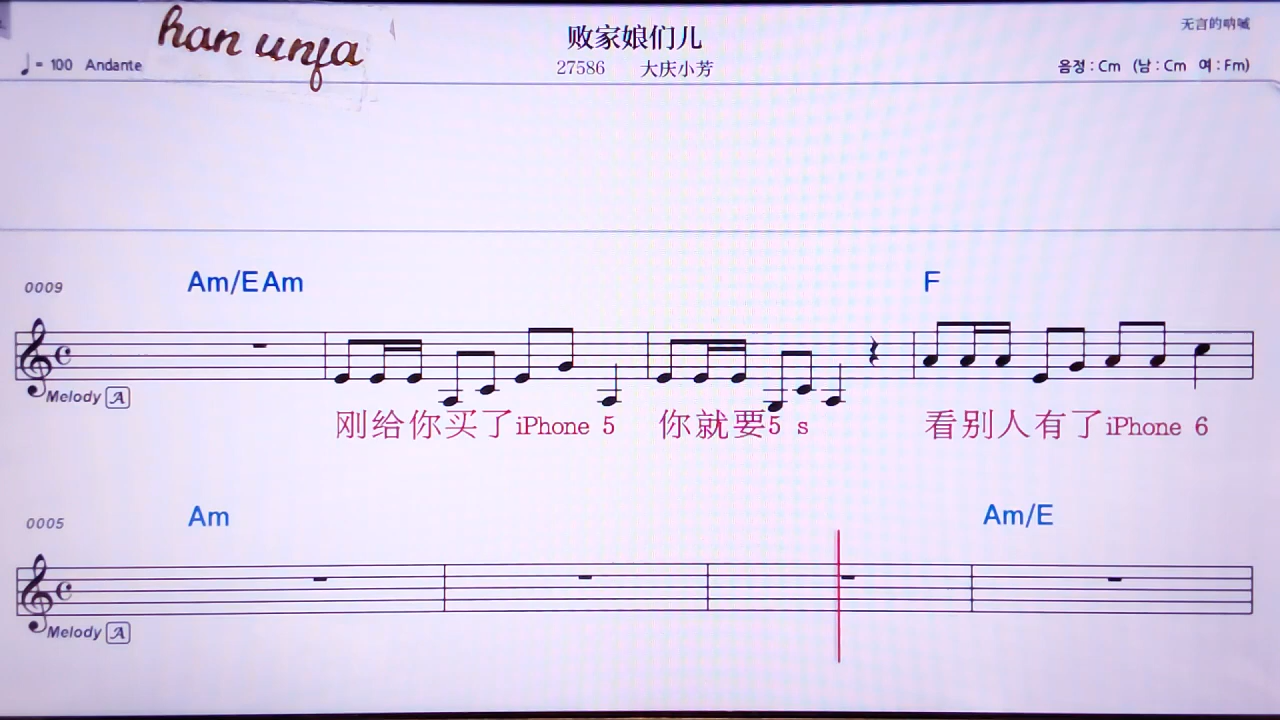 han unfa
败家娘们儿
无言的呐喊
♩ = 100 Andante
27586 大庆小芳
음정 : Cm (남 : Cm 여 : Fm)
0009 Am/E Am F
Melody A
刚给你买了iPhone 5 你就要5 s 看别人有了iPhone 6
0005 Am Am/E
Melody A